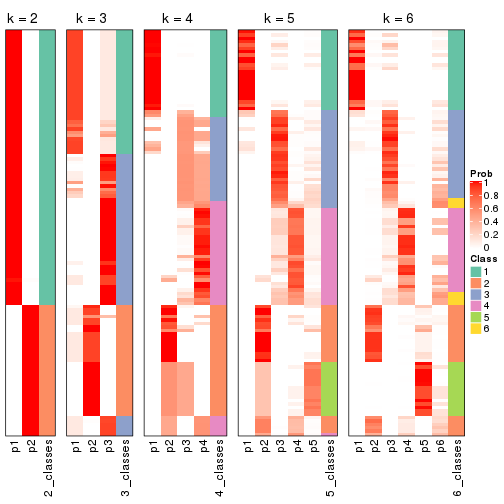 k = 2
k = 3
k = 4
k = 5
k = 6
Prob
1
0.8
0.6
0.4
0.2
0
Class
1
2
3
4
5
6
p1
p2
2_classes
p1
p2
p3
3_classes
p1
p2
p3
p4
4_classes
p1
p2
p3
p4
p5
5_classes
p1
p2
p3
p4
p5
p6
6_classes